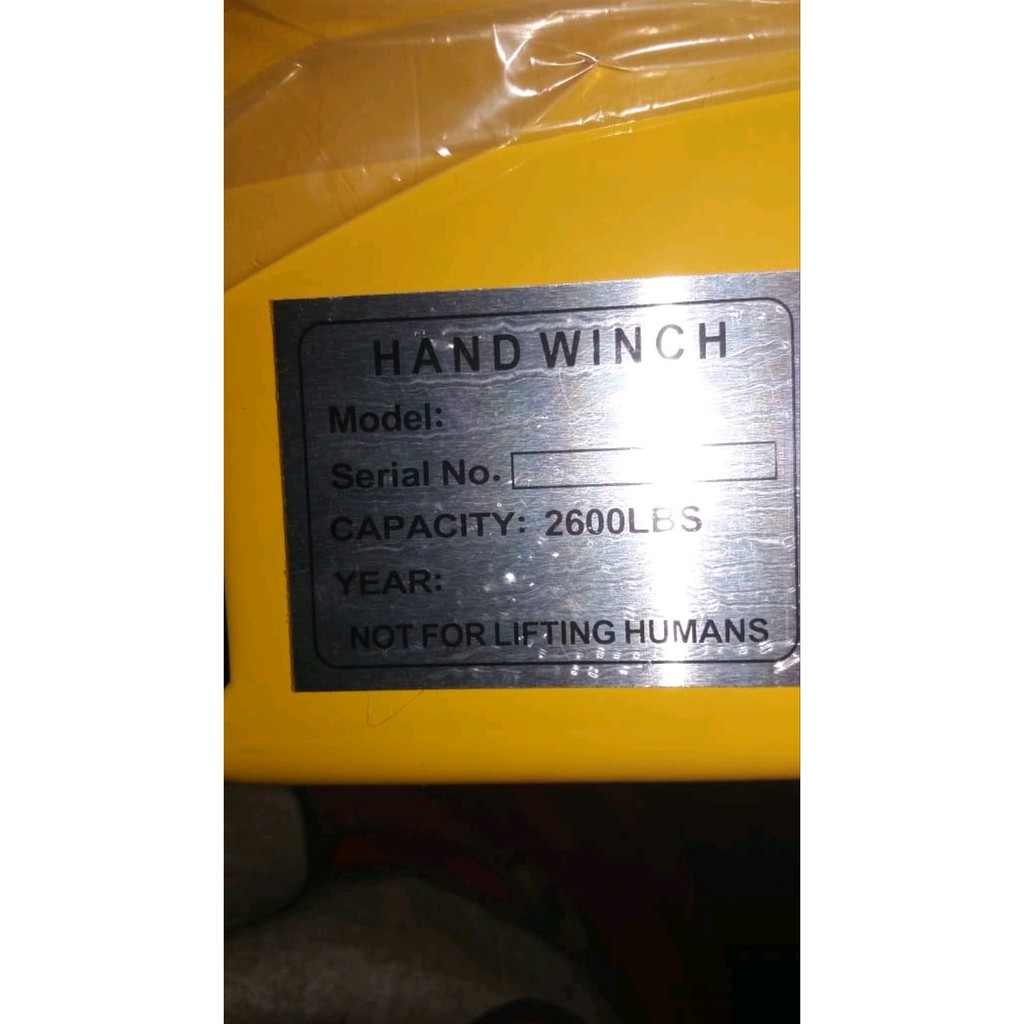 HAND WINCH
Model:
Serial No.
CAPACITY: 2600LBS
YEAR:
NOT FOR LIFTING HUMANS